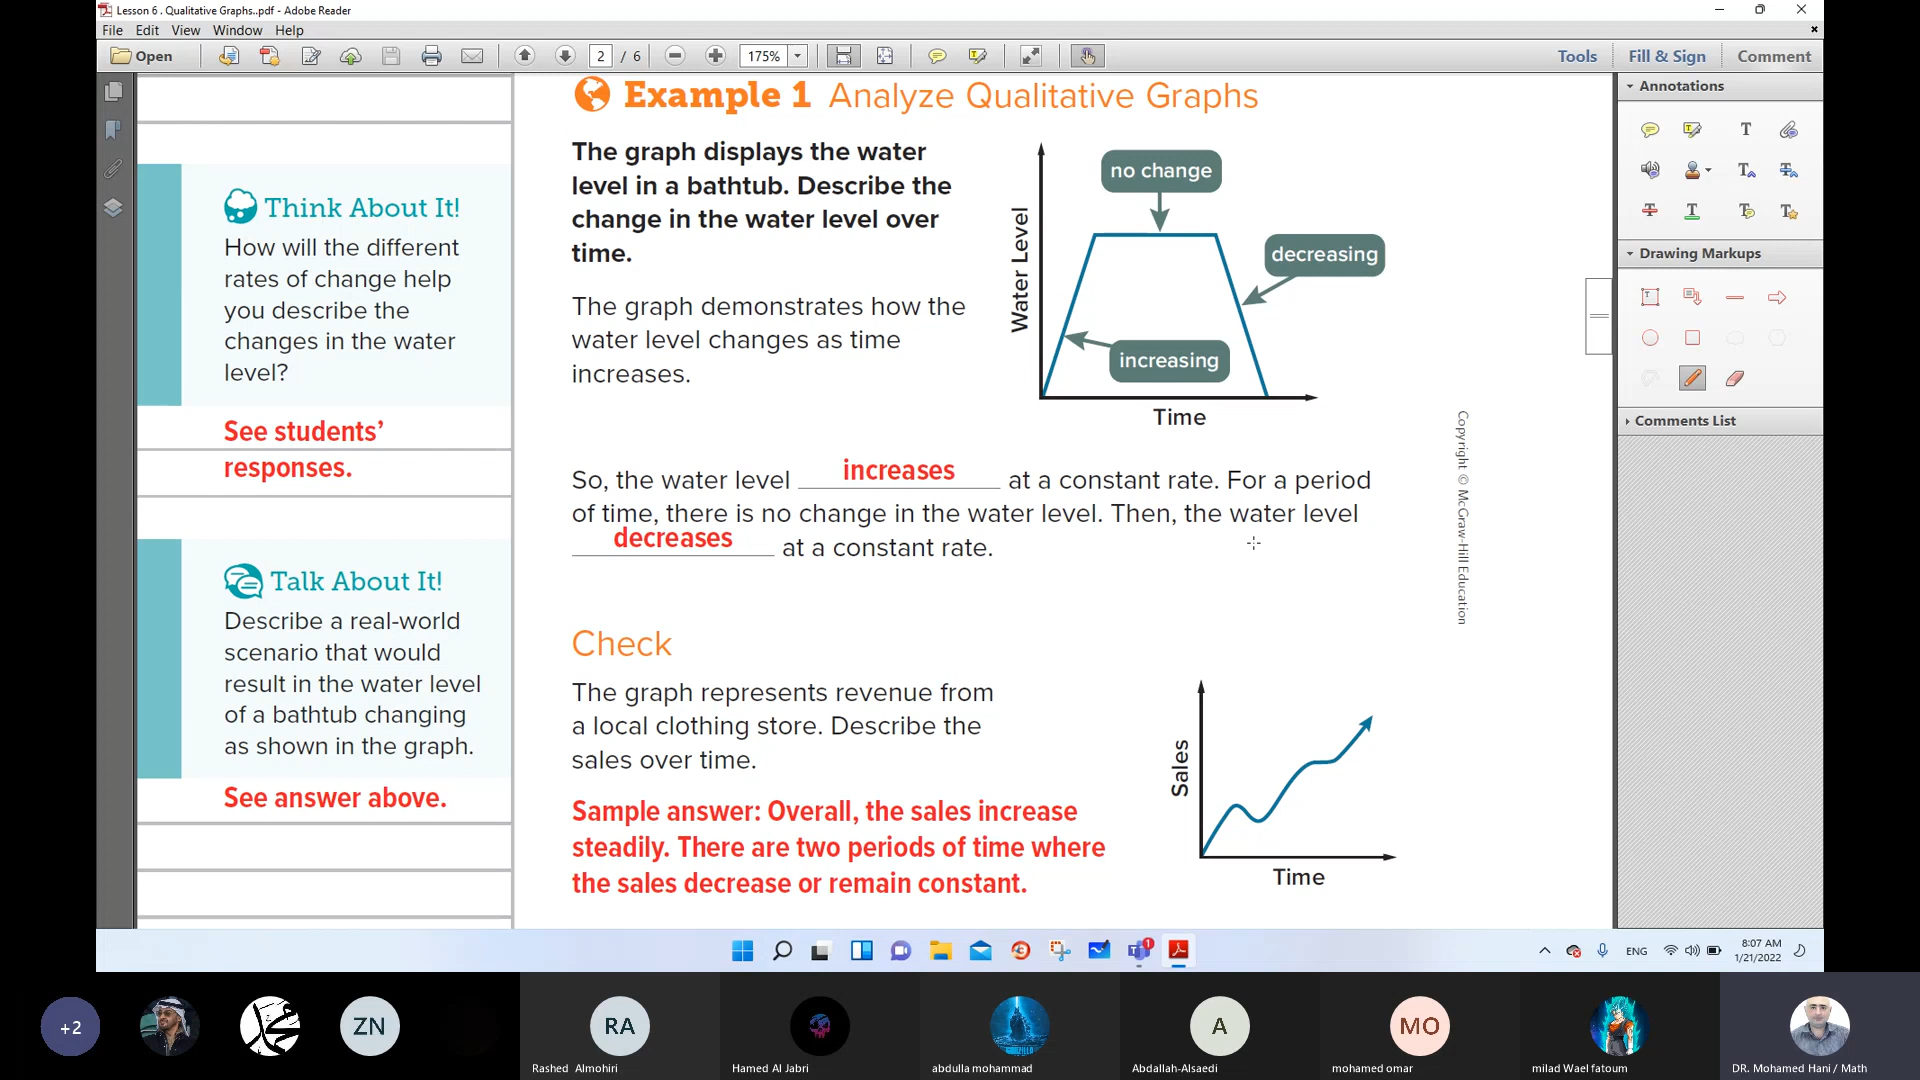 Lesson 6 . Qualitative Graphs..pdf - Adobe Reader
File Edit View Window Help
Open
2 / 6
175%
Tools Fill & Sign Comment
Example 1 Analyze Qualitative Graphs
The graph displays the water
level in a bathtub. Describe the
change in the water level over
time.
The graph demonstrates how the
water level changes as time
increases.
Water Level
no change
decreasing
increasing
Time
So, the water level increases at a constant rate. For a period
of time, there is no change in the water level. Then, the water level
decreases at a constant rate.
Check
The graph represents revenue from
a local clothing store. Describe the
sales over time.
Sample answer: Overall, the sales increase
steadily. There are two periods of time where
the sales decrease or remain constant.
Sales
Time
Copyright © McGraw-Hill Education
Think About It!
How will the different
rates of change help
you describe the
changes in the water
level?
See students’
responses.
Talk About It!
Describe a real-world
scenario that would
result in the water level
of a bathtub changing
as shown in the graph.
See answer above.
Annotations
Drawing Markups
Comments List
1
ENG
8:07 AM
1/21/2022
+2
ZN
RA
A
MO
Rashed Almohiri
Hamed Al Jabri
abdulla mohammad
Abdallah-Alsaedi
mohamed omar
milad Wael fatoum
DR. Mohamed Hani / Math